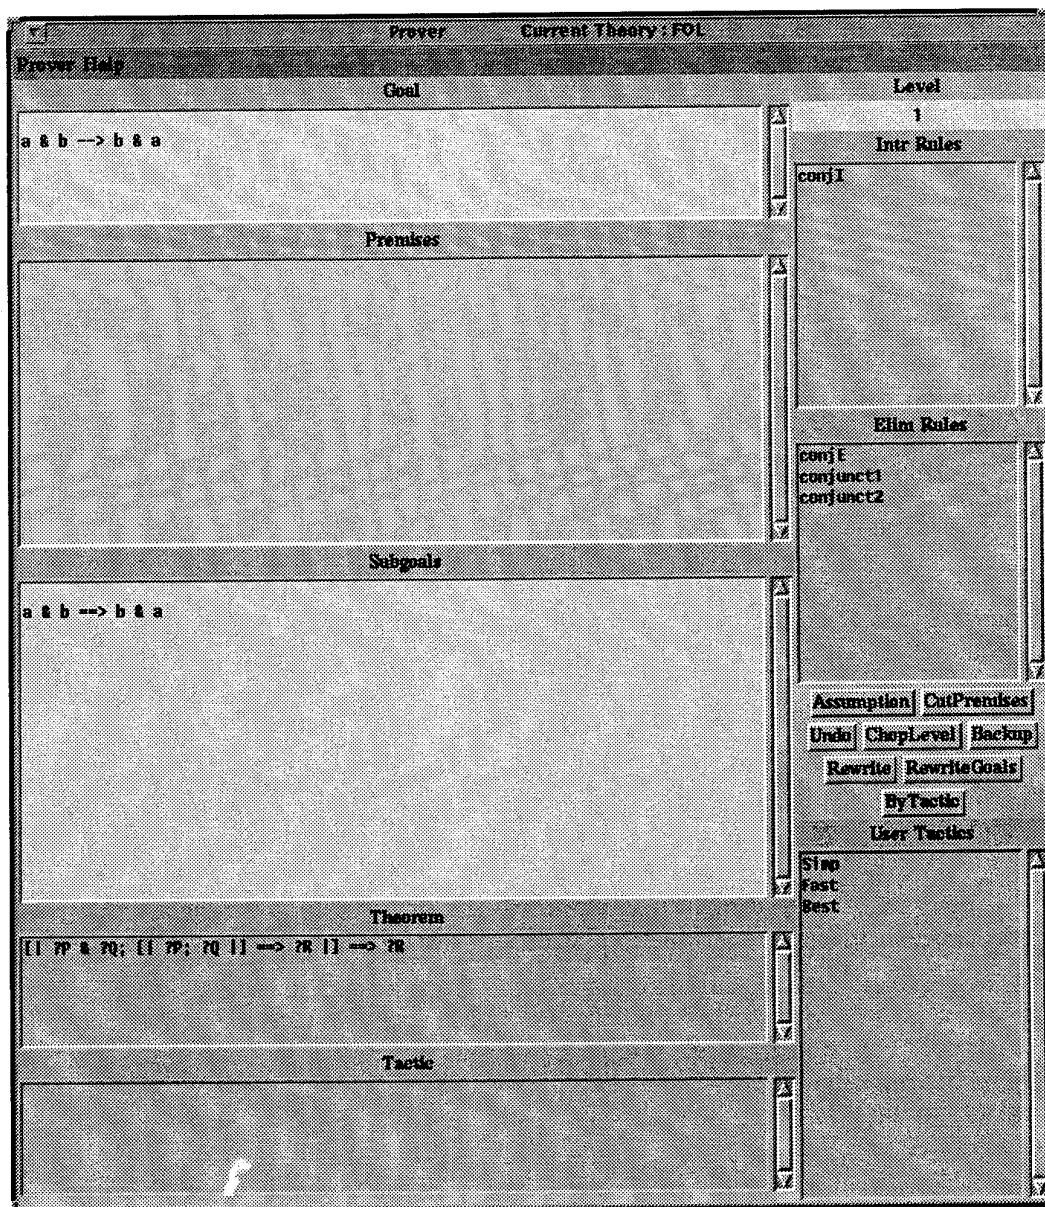 Prover Current Theory : FOL
Prover Help
Goal
a & b --> b & a
Premises
Subgoals
a & b ==> b & a
Theorem
[| ?P & ?Q; [| ?P; ?Q |] ==> ?R |] ==> ?R
Tactic
Level
1
Intr Rules
conjI
Elim Rules
conjE
conjunct1
conjunct2
Assumption CutPremises
Undo ChopLevel Backup
Rewrite RewriteGoals
ByTactic
User Tactics
Simp
Fast
Best